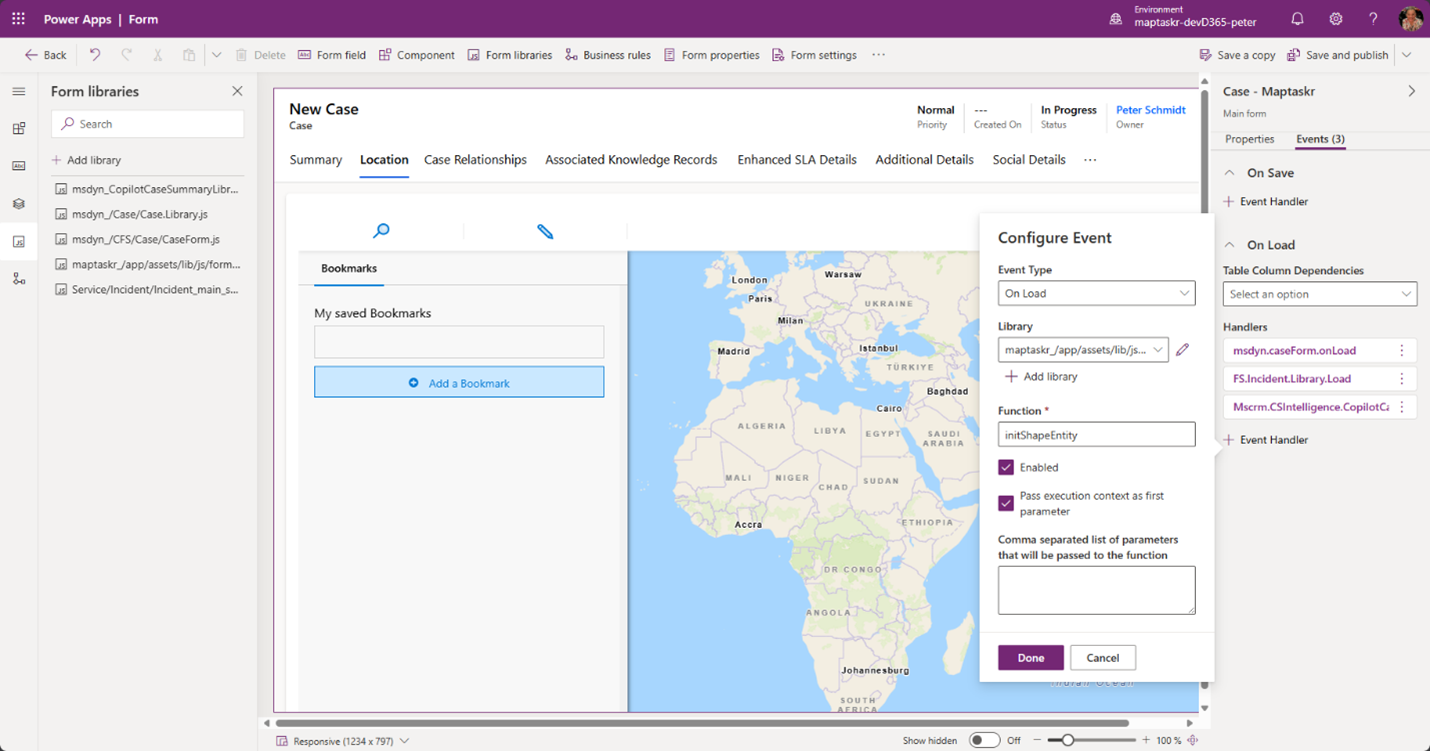 Power Apps | Form
Environment
maptaskr-devD365-peter
Back
Delete
Form field
Component
Form libraries
Business rules
Form properties
Form settings
Save a copy
Save and publish
Form libraries
Search
Add library
msdyn_CopilotCaseSummaryLibr...
msdyn_/Case/Case.Library.js
msdyn_/CFS/Case/CaseForm.js
maptaskr_/app/assets/lib/js/form...
Service/Incident/Incident_main_s...
New Case
Case
Normal
Priority
---
Created On
In Progress
Status
Peter Schmidt
Owner
Summary
Location
Case Relationships
Associated Knowledge Records
Enhanced SLA Details
Additional Details
Social Details
Bookmarks
My saved Bookmarks
Add a Bookmark
London
Warsaw
Paris
UKRAINE
Milan
Madrid
Istanbul
TÜRKIYE
Baghdad
Cairo
ALGERIA
LIBYA
EGYPT
SAUDI
ARABIA
MALI
NIGER
CHAD
SUDAN
Accra
ETHIOPIA
DR CONGO
ANGOLA
Johannesburg
SOUTH
AFRICA
Indian Ocean
Configure Event
Event Type
On Load
Library
maptaskr_/app/assets/lib/js...
Add library
Function *
initShapeEntity
Enabled
Pass execution context as first
parameter
Comma separated list of parameters
that will be passed to the function
Done
Cancel
Case - Maptaskr
Main form
Properties
Events (3)
On Save
Event Handler
On Load
Table Column Dependencies
Select an option
Handlers
msdyn.caseForm.onLoad
FS.Incident.Library.Load
Mscrm.CSIntelligence.CopilotCa
Event Handler
Responsive (1234 x 797)
Show hidden
Off
100 %